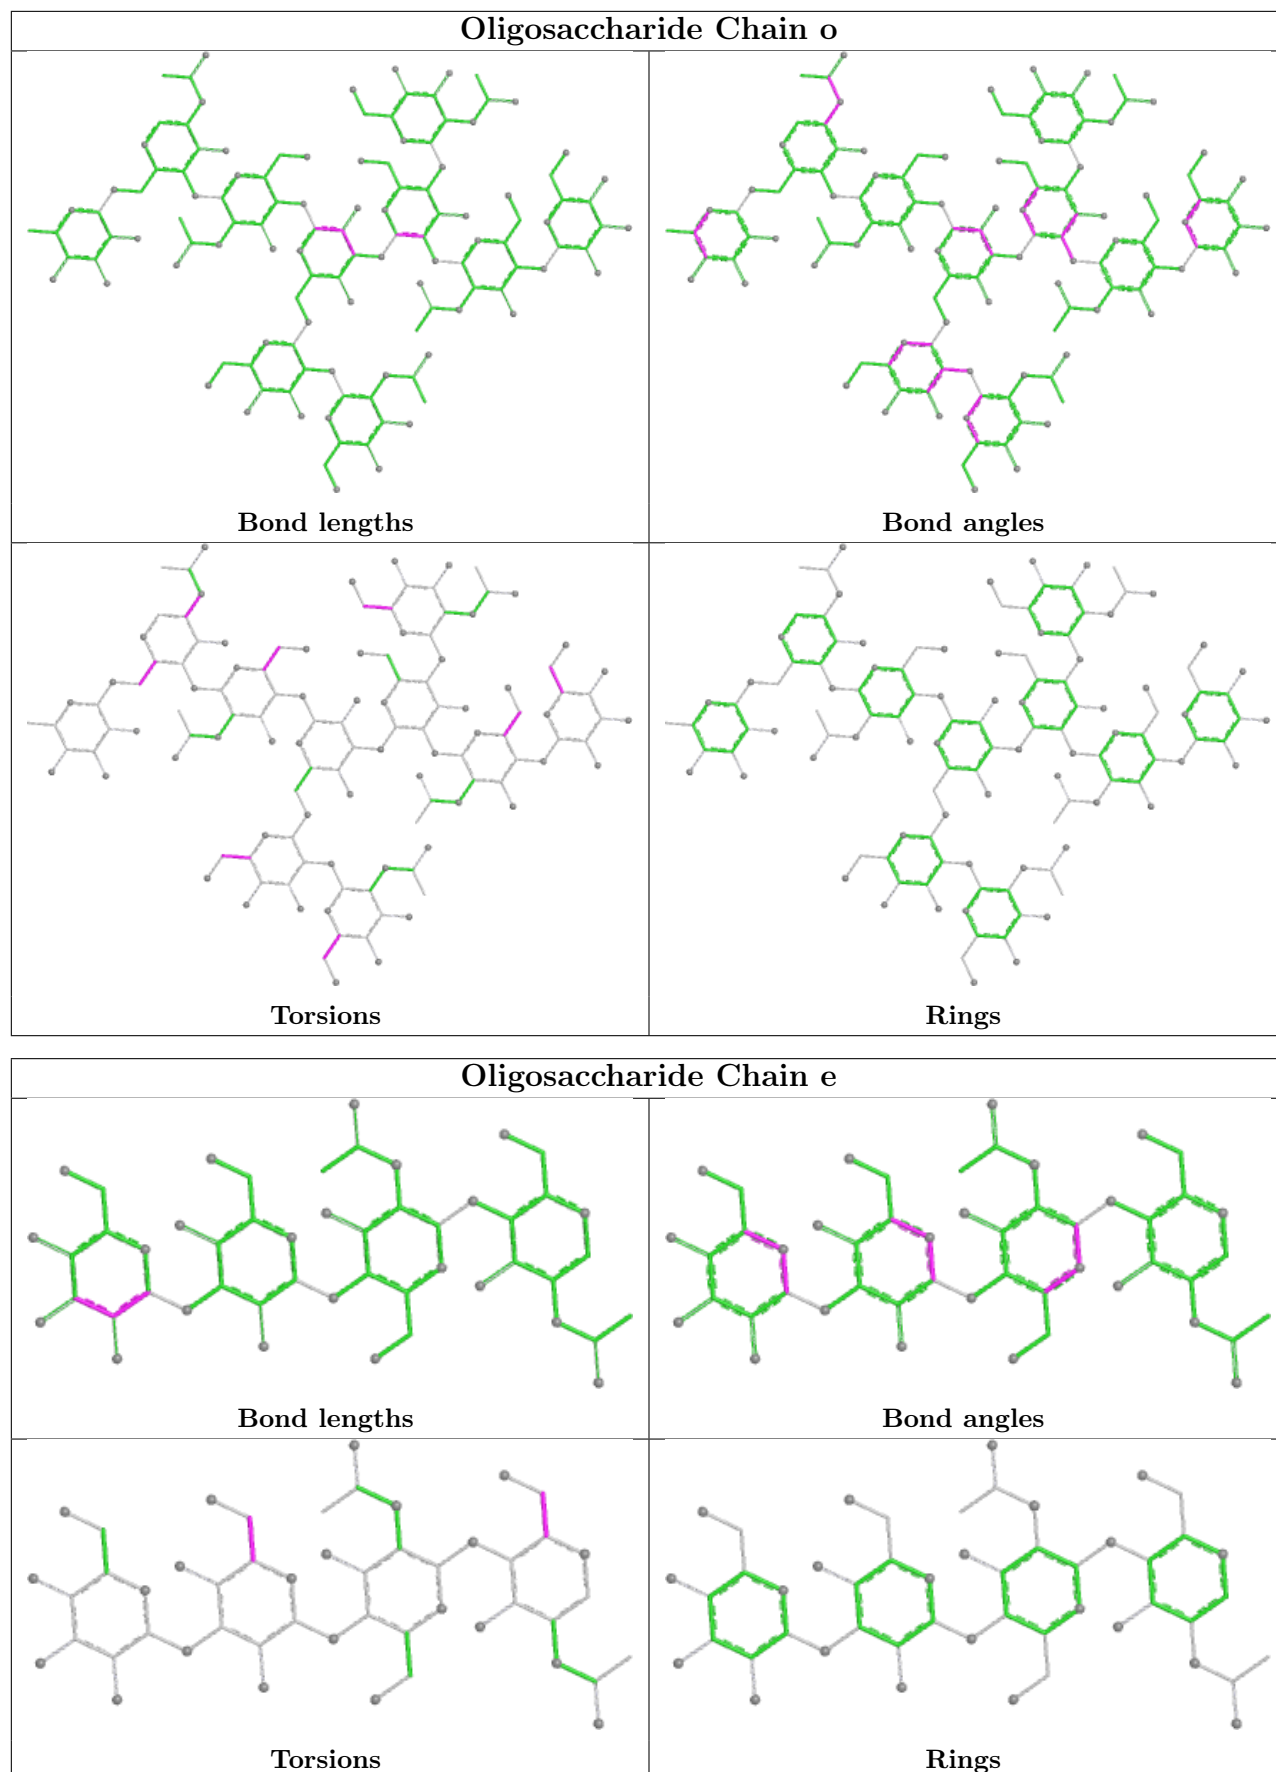 Oligosaccharide Chain o
Bond lengths
Bond angles
Torsions
Rings
Oligosaccharide Chain e
Bond lengths
Bond angles
Torsions
Rings